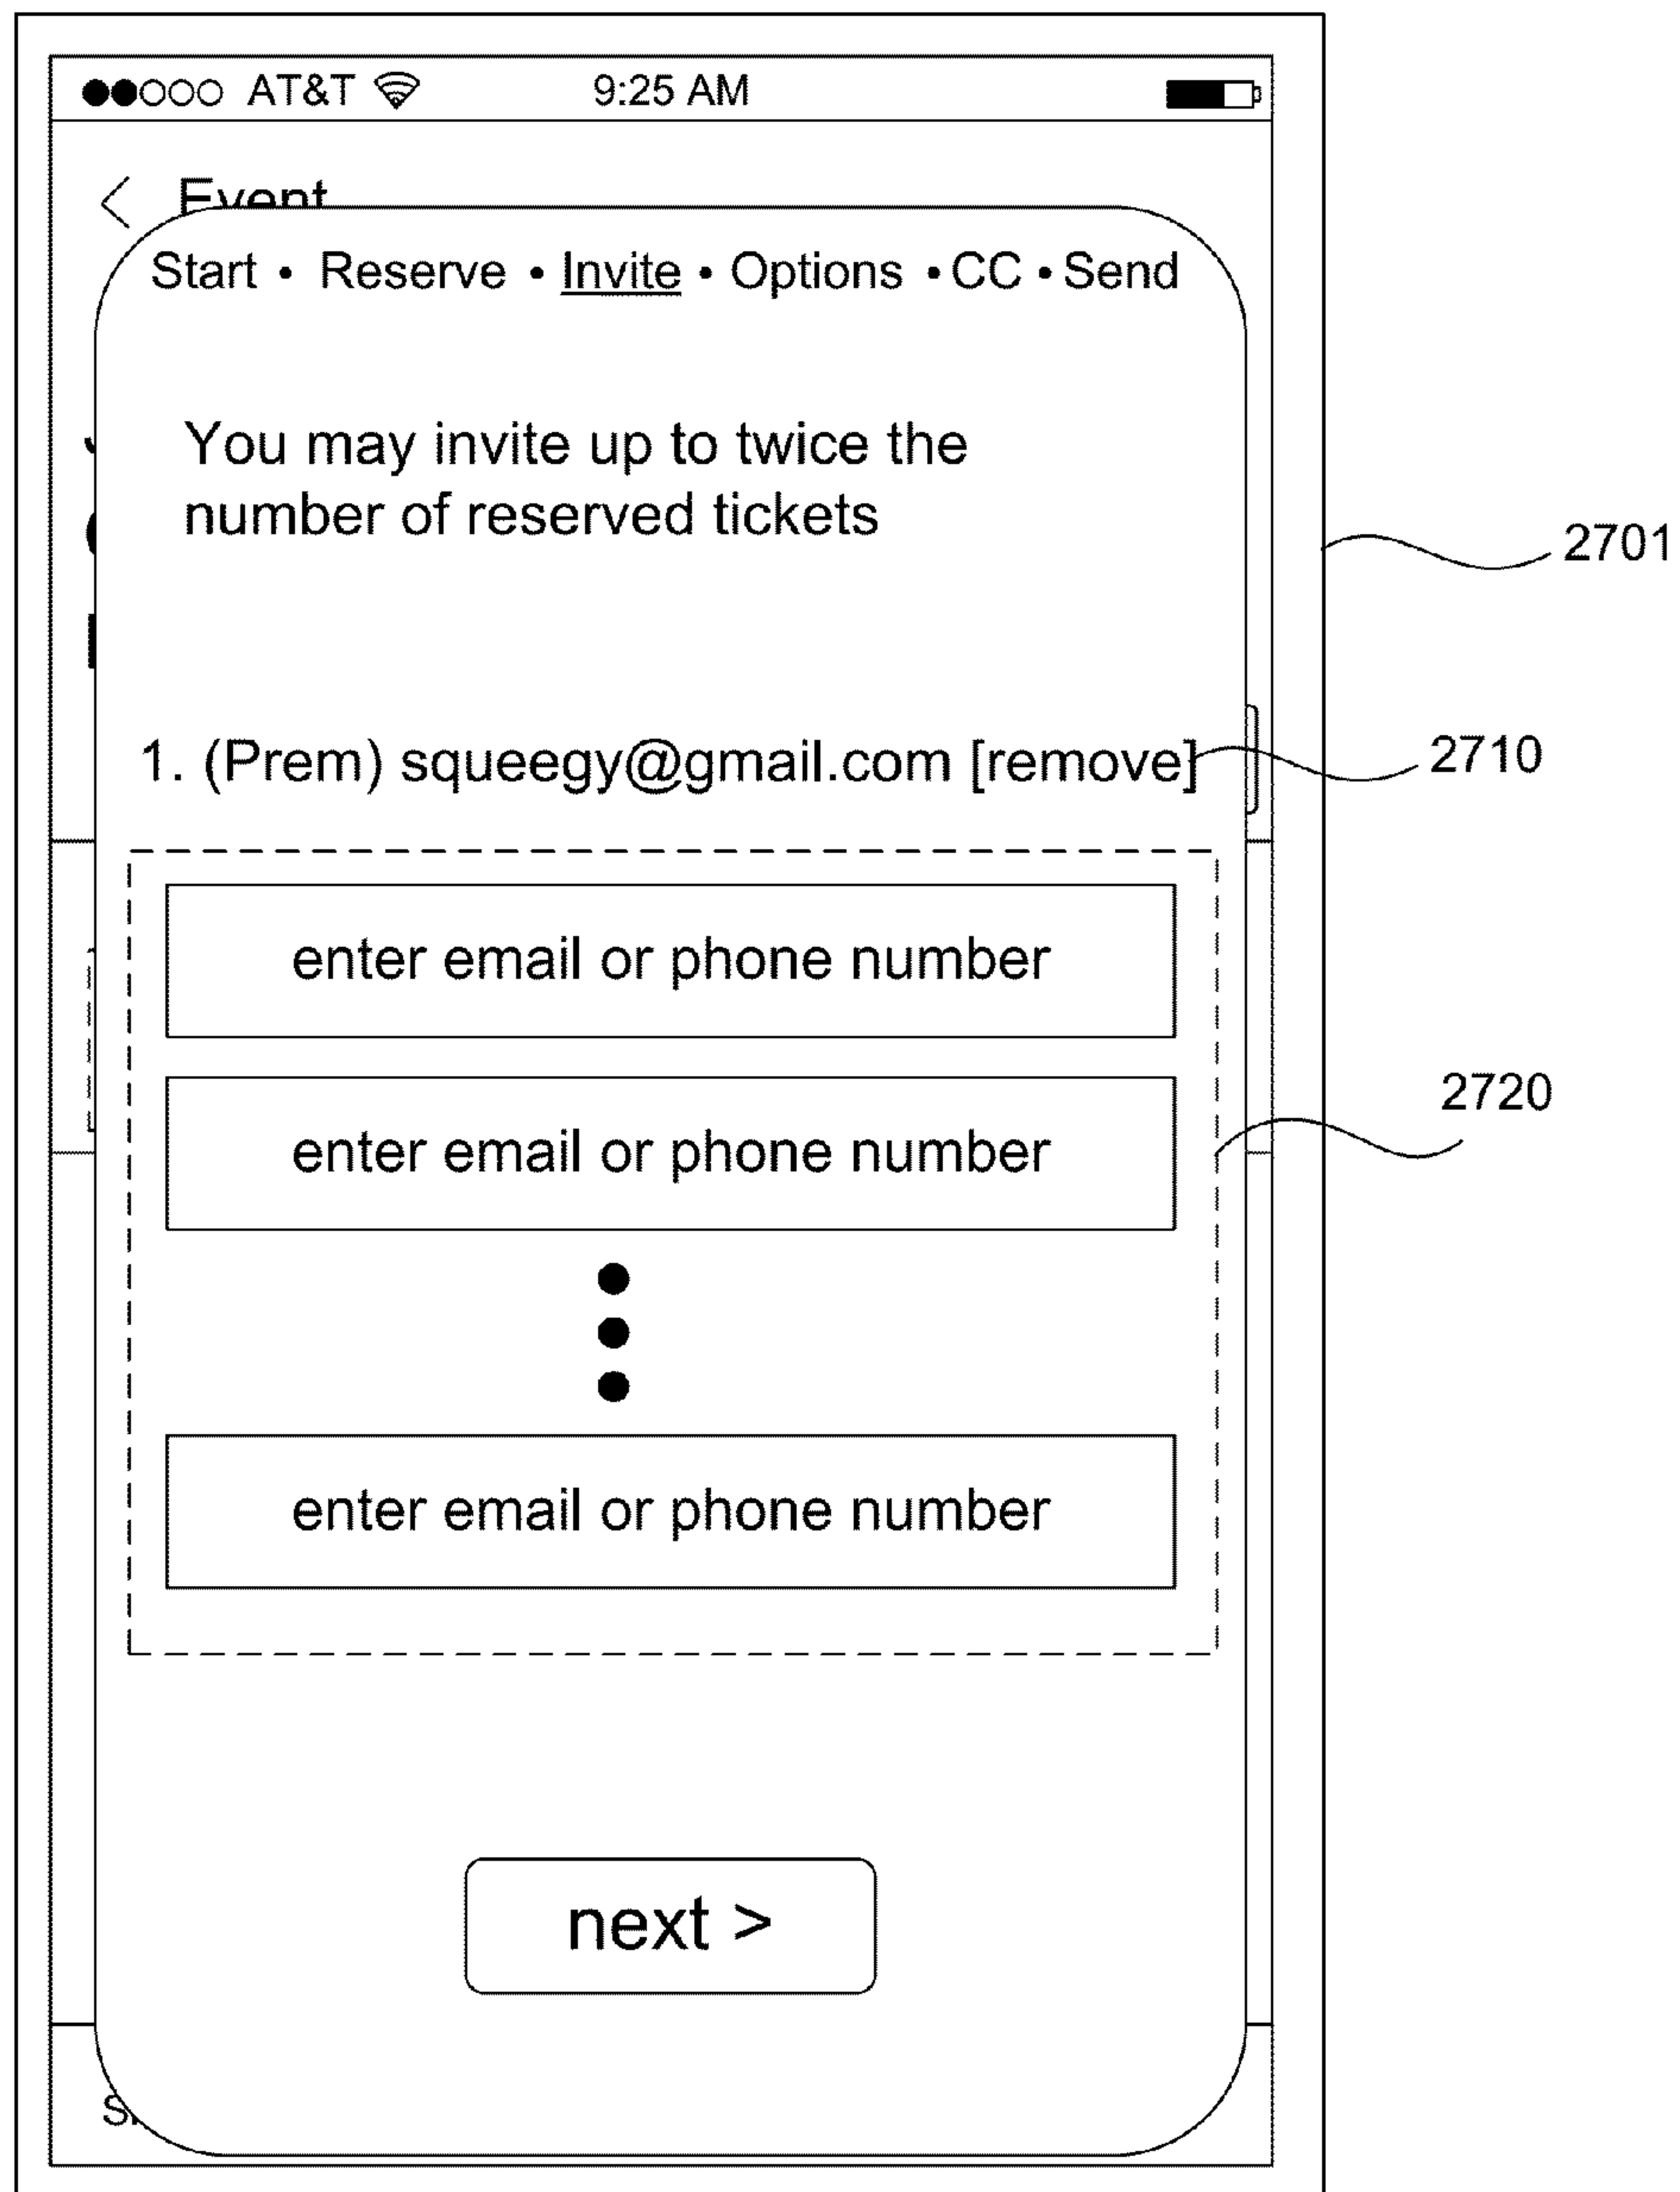 AT&T 9:25 AM
Event
Start • Reserve • Invite • Options • CC • Send
You may invite up to twice the
number of reserved tickets
2701
1. (Prem) squeegy@gmail.com [remove]
2710
enter email or phone number
2720
enter email or phone number
enter email or phone number
next >